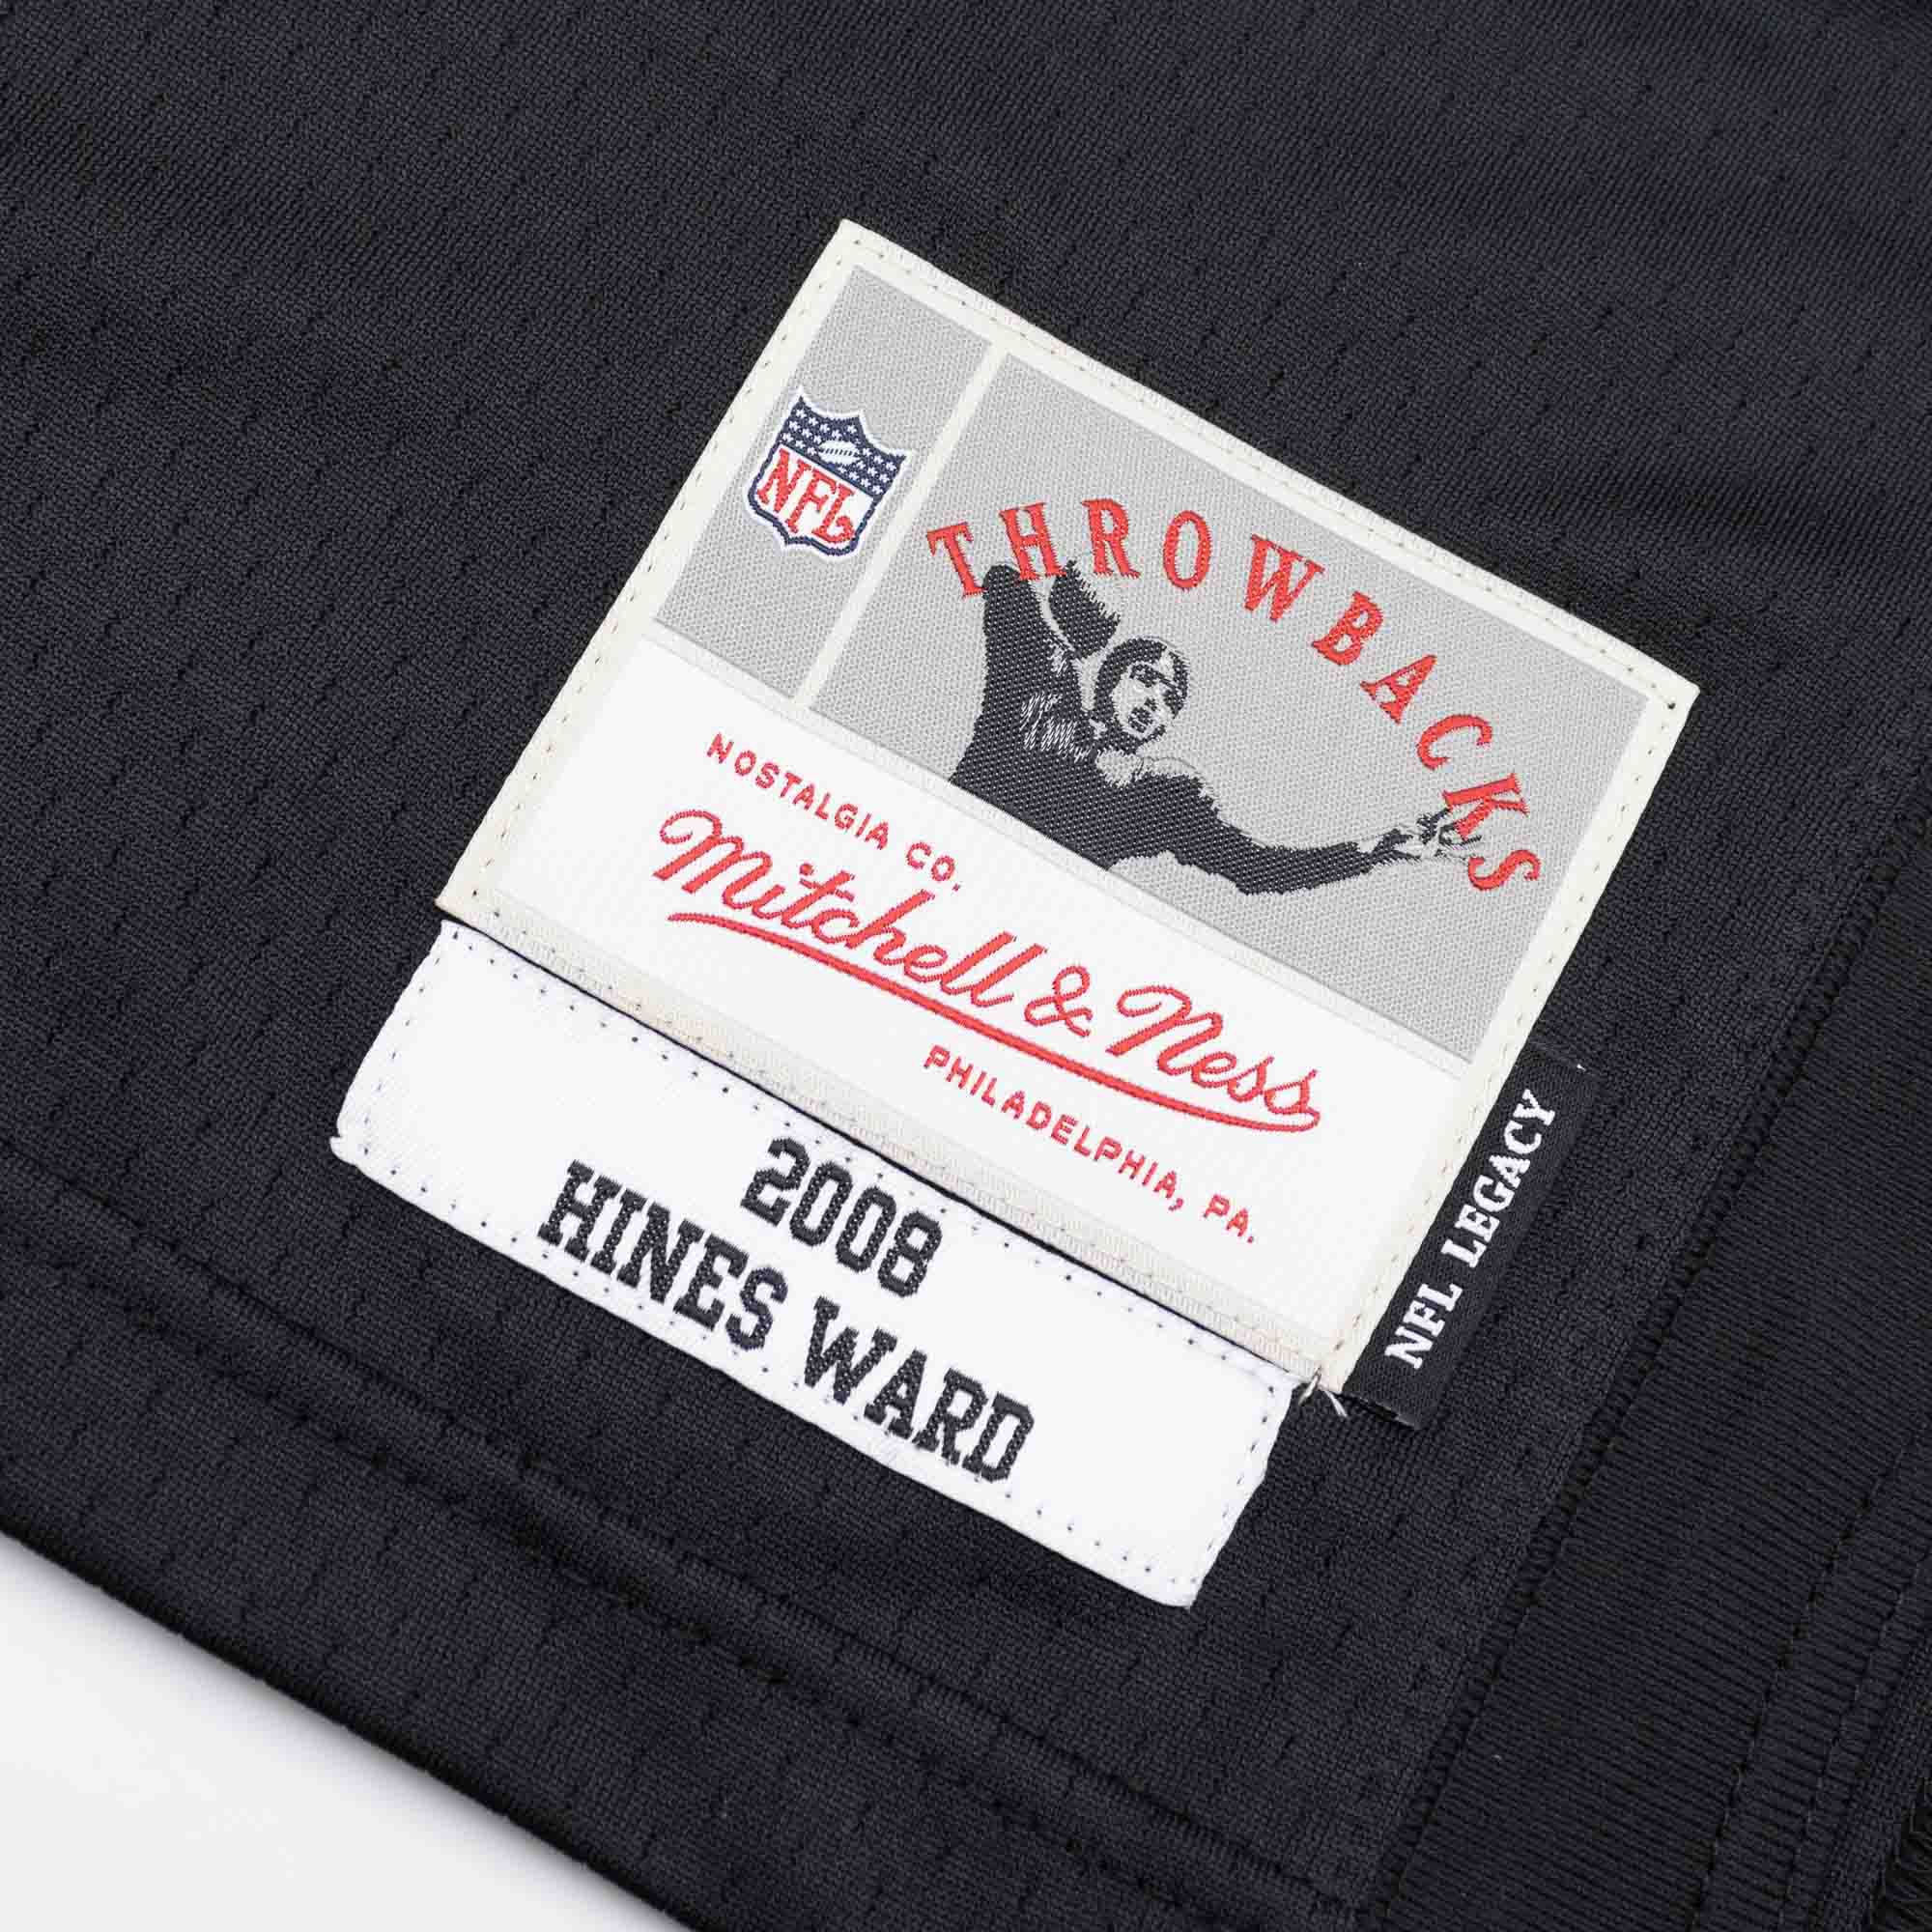 NFL
THROWBACKS
NOSTALGIA CO.
Mitchell & Ness
PHILADELPHIA, PA.
NFL LEGACY
2008
HINES WARD